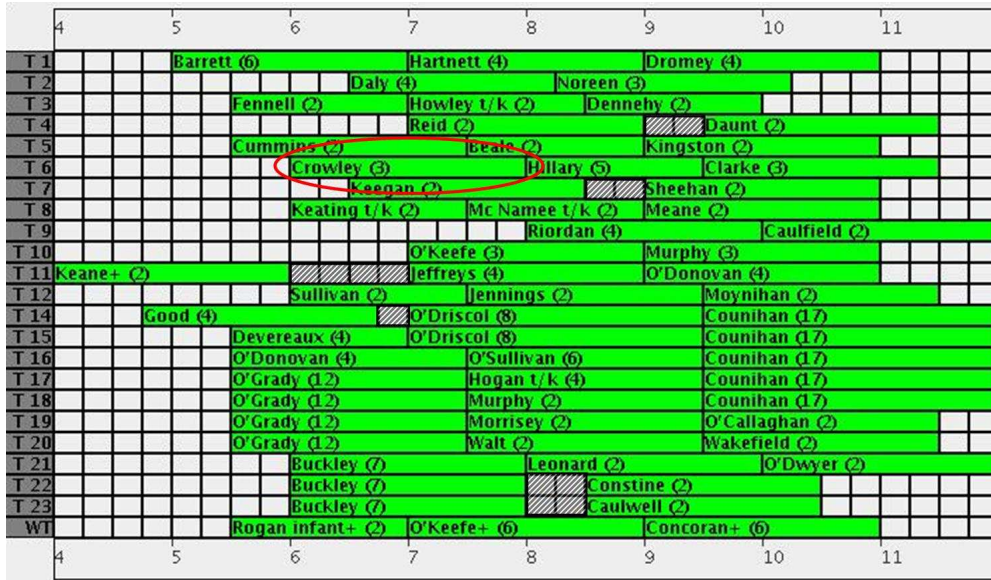 4 5 6 7 8 9 10 11
T 1 Barrett (6) Hartnett (4) Dromey (4)
T 2 Daly (4) Noreen (3)
T 3 Fennell (2) Howley t/k (2) Dennehy (2)
T 4 Reid (2) Daunt (2)
T 5 Cummins (2) Beale (2) Kingston (2)
T 6 Crowley (3) Hillary (5) Clarke (3)
T 7 Keegan (2) Sheehan (2)
T 8 Keating t/k (2) Mc Namee t/k (2) Meane (2)
T 9 Riordan (4) Caulfield (2)
T 10 O'Keefe (3) Murphy (3)
T 11 Keane+ (2) Jeffreys (4) O'Donovan (4)
T 12 Sullivan (2) Jennings (2) Moynihan (2)
T 14 Good (4) O'Driscol (8) Counihan (17)
T 15 Devereaux (4) O'Driscol (8) Counihan (17)
T 16 O'Donovan (4) O'Sullivan (6) Counihan (17)
T 17 O'Grady (12) Hogan t/k (4) Counihan (17)
T 18 O'Grady (12) Murphy (2) Counihan (17)
T 19 O'Grady (12) Morrisey (2) O'Callaghan (2)
T 20 O'Grady (12) Walt (2) Wakefield (2)
T 21 Buckley (7) Leonard (2) O'Dwyer (2)
T 22 Buckley (7) Constine (2)
T 23 Buckley (7) Caulwell (2)
WT Rogan infant+ (2) O'Keefe+ (6) Concoran+ (6)
4 5 6 7 8 9 10 11